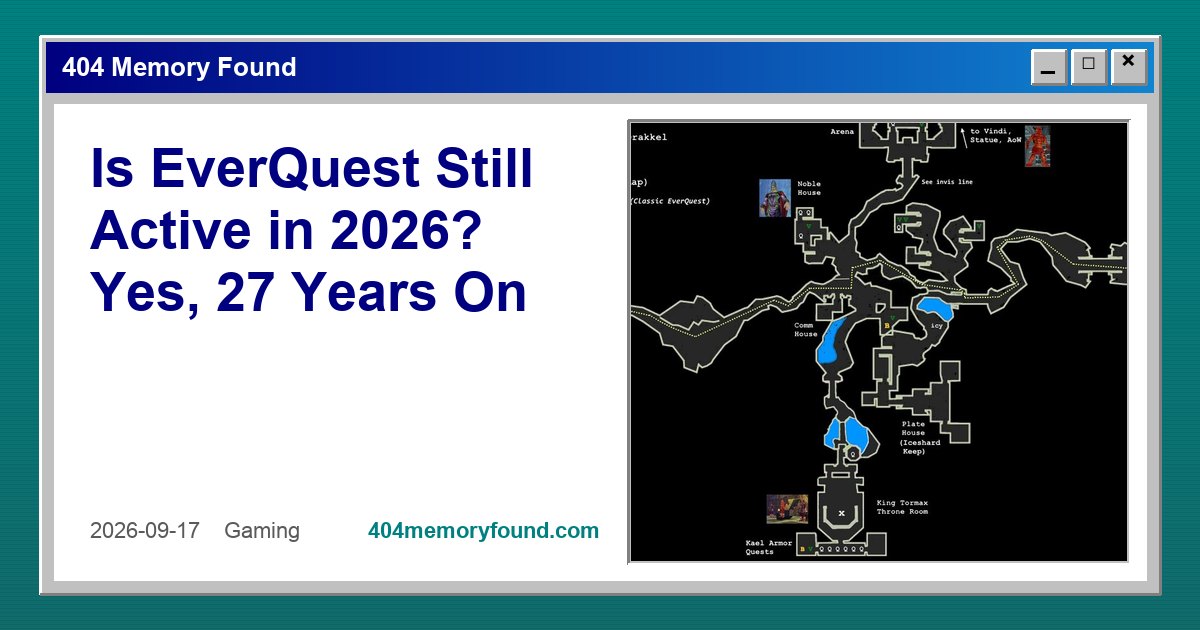 404 Memory Found
Is EverQuest Still
Active in 2026?
Yes, 27 Years On
2026-09-17 Gaming 404memoryfound.com
rakkel
Arena
to Vindi,
Statue, AoW
ap)
Noble
House
See invis line
(Classic EverQuest)
Comm
House
B
icy
Plate
House
(Iceshard
Keep)
King Tormax
Throne Room
x
Kael Armor
Quests
B